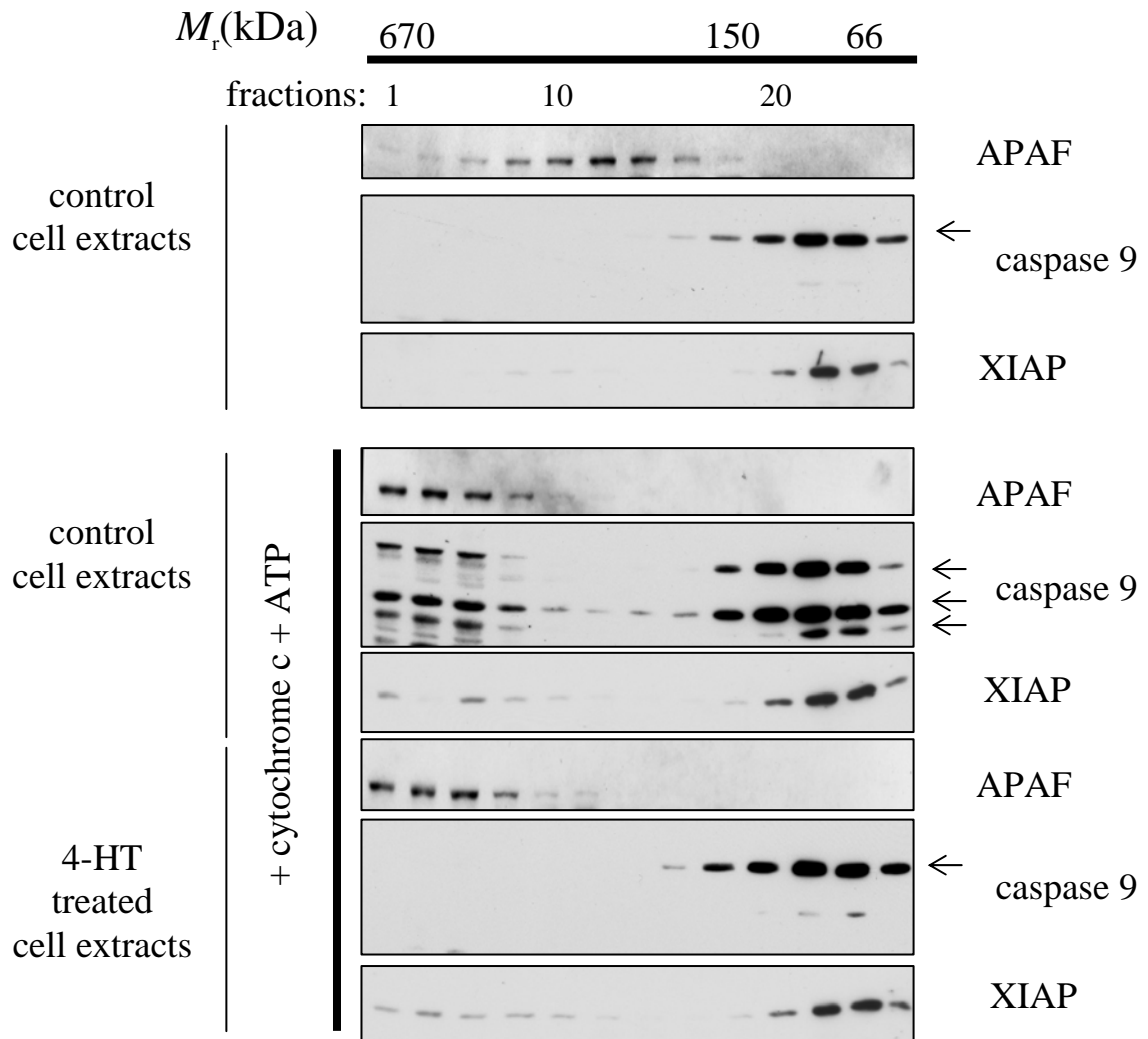 Mr(kDa) 670 150 66
fractions: 1 10 20
APAF
control
cell extracts
caspase 9
XIAP
APAF
control
cell extracts
caspase 9
XIAP
+ cytochrome c + ATP
APAF
4-HT
treated
cell extracts
caspase 9
XIAP